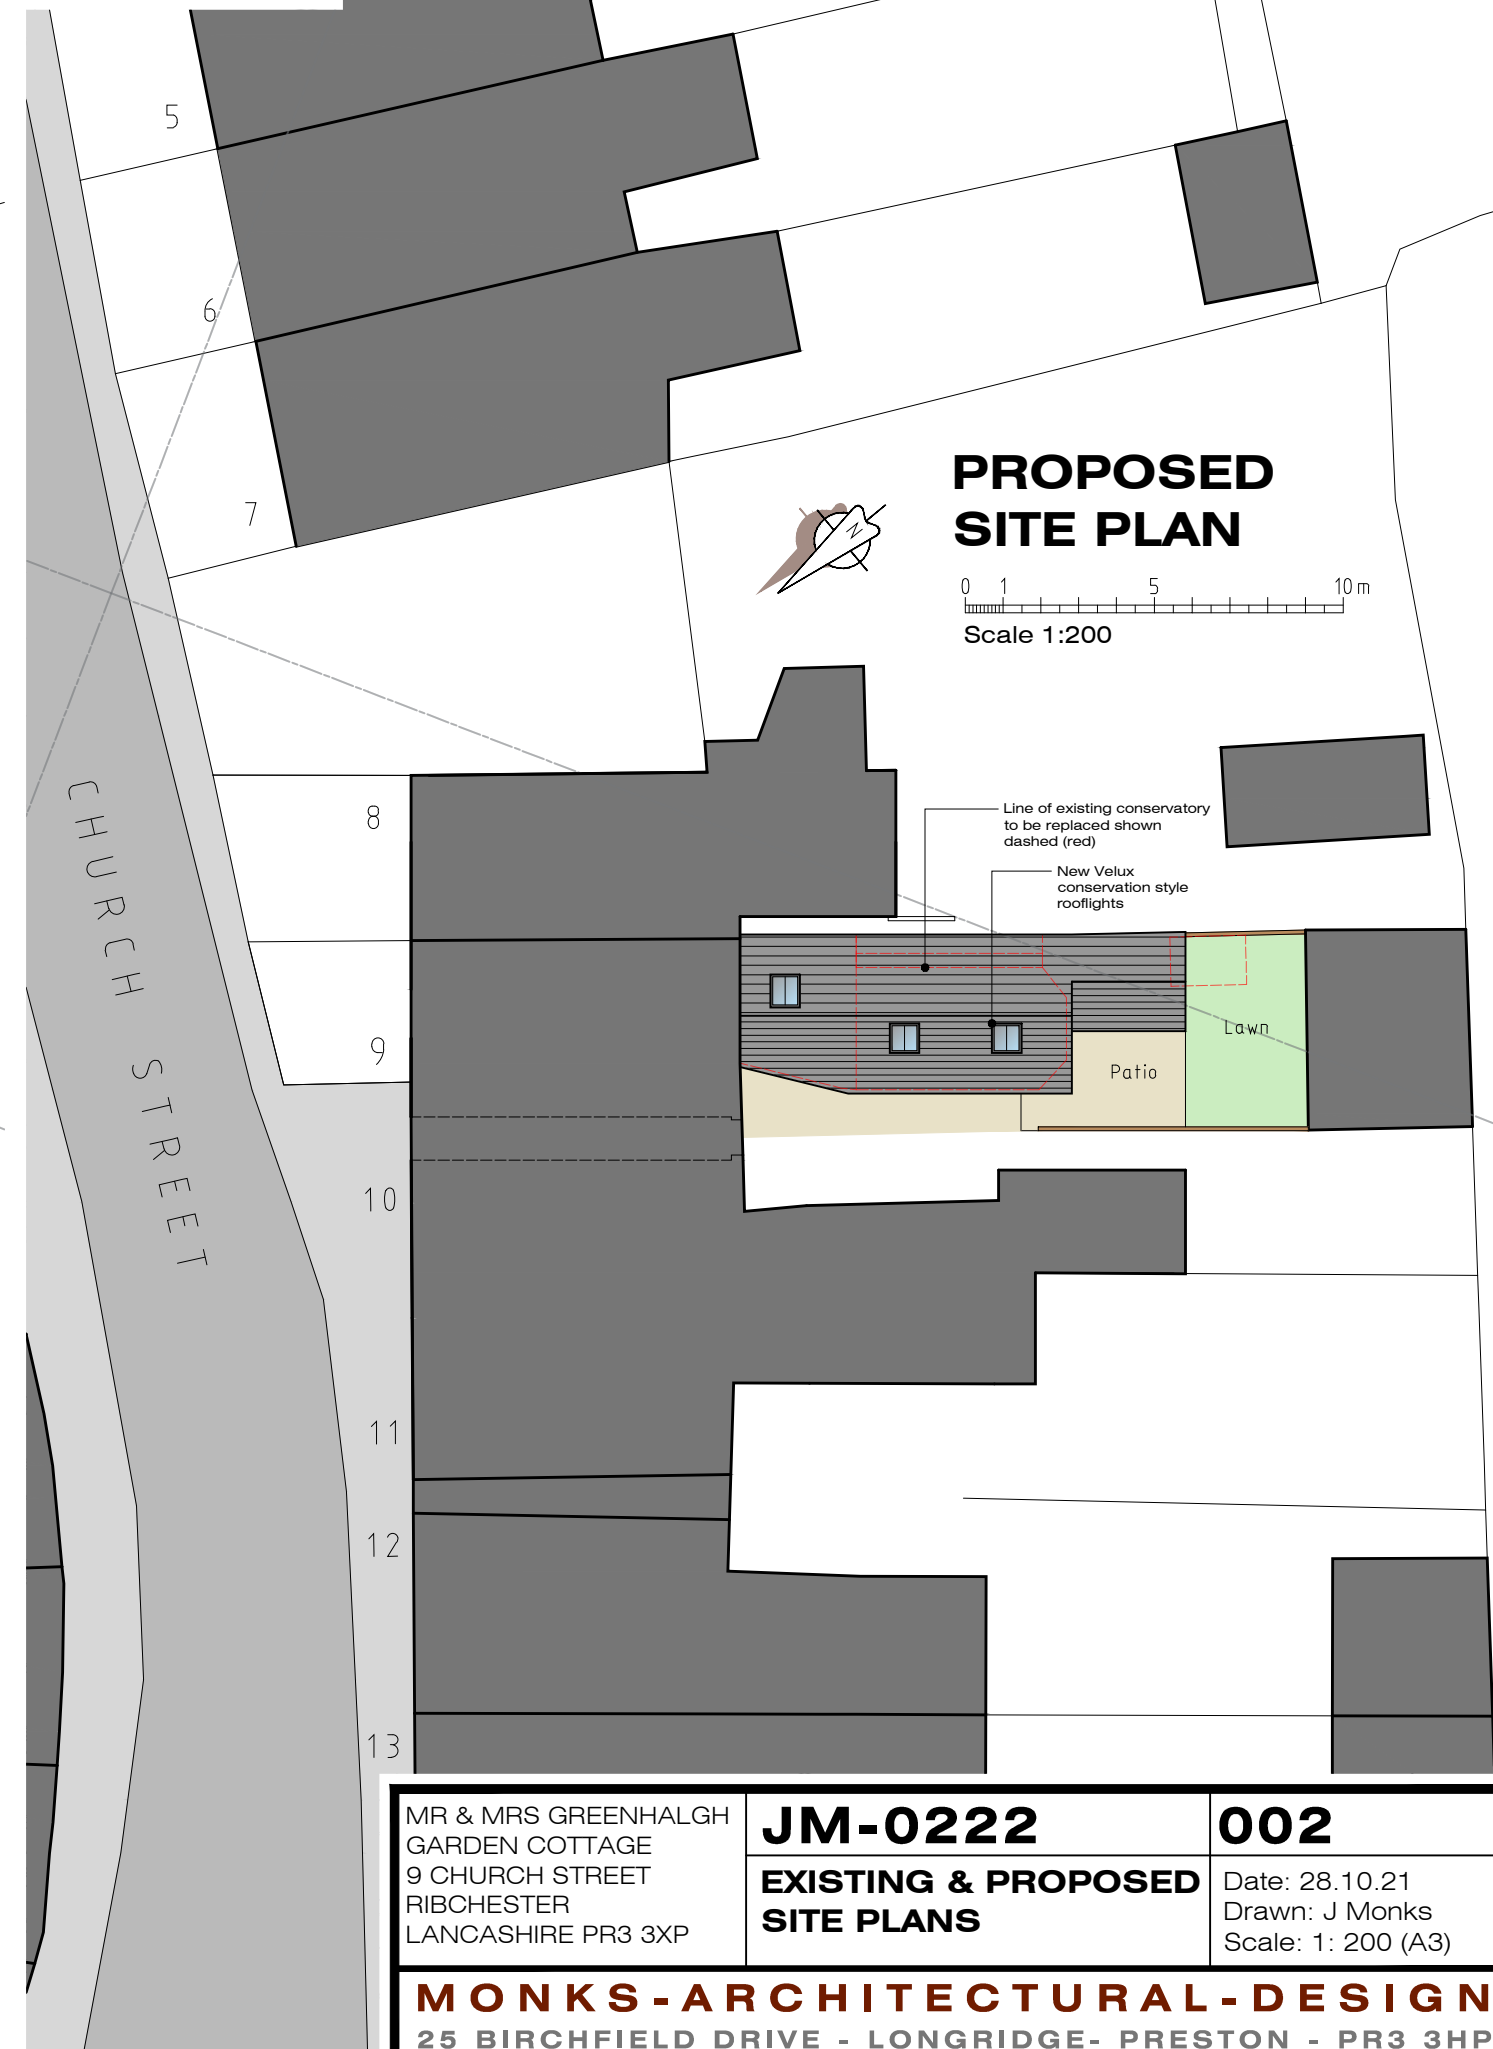 5
6
7
PROPOSED
SITE PLAN
N
0 1 5 10 m
Scale 1:200
8
CHURCH STREET
Line of existing conservatory
to be replaced shown
dashed (red)
New Velux
conservation style
rooflights
9
Lawn
Patio
10
11
12
13
MR & MRS GREENHALGH
GARDEN COTTAGE
9 CHURCH STREET
RIBCHESTER
LANCASHIRE PR3 3XP
JM-0222
EXISTING & PROPOSED
SITE PLANS
002
Date: 28.10.21
Drawn: J Monks
Scale: 1: 200 (A3)
MONKS-ARCHITECTURAL-DESIGN
25 BIRCHFIELD DRIVE - LONGRIDGE- PRESTON - PR3 3HP